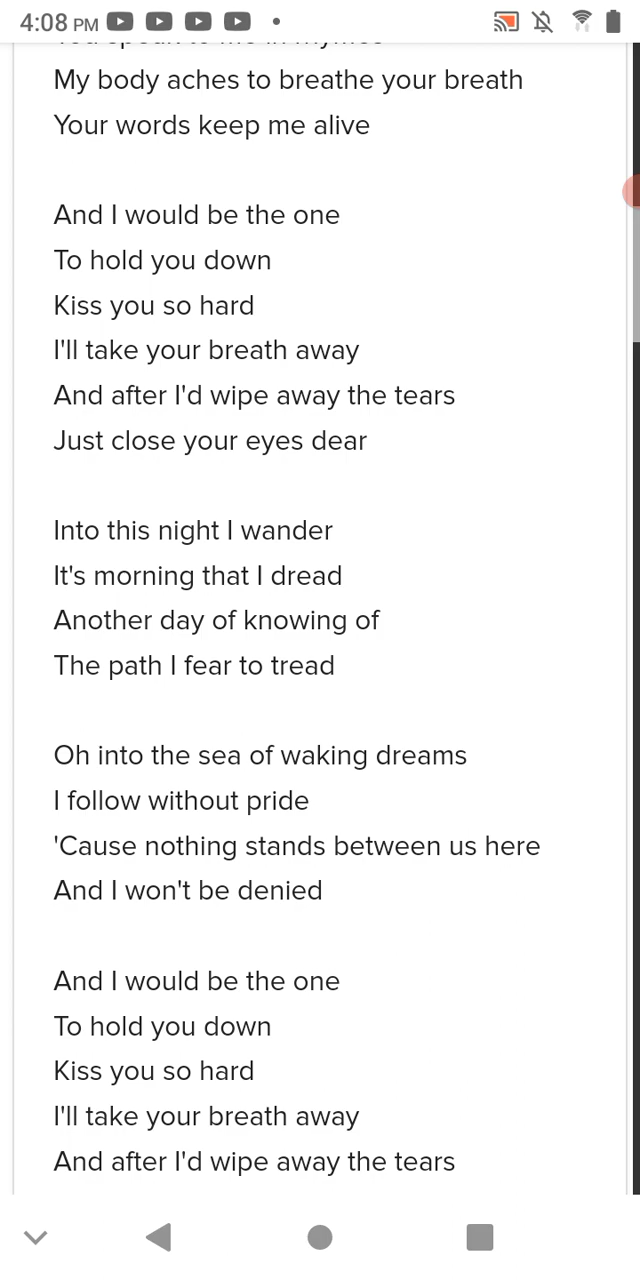 4:08 PM
My body aches to breathe your breath
Your words keep me alive
And I would be the one
To hold you down
Kiss you so hard
I'll take your breath away
And after I'd wipe away the tears
Just close your eyes dear
Into this night I wander
It's morning that I dread
Another day of knowing of
The path I fear to tread
Oh into the sea of waking dreams
I follow without pride
'Cause nothing stands between us here
And I won't be denied
And I would be the one
To hold you down
Kiss you so hard
I'll take your breath away
And after I'd wipe away the tears